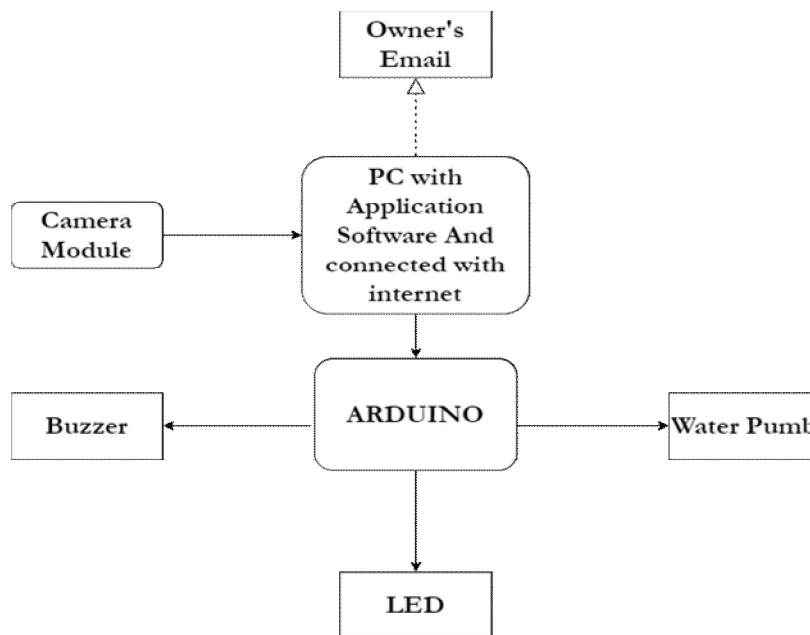 Owner's
Email
PC with
Application
Software And
connected with
internet
Camera
Module
ARDUINO
Buzzer
Water Pumb
LED